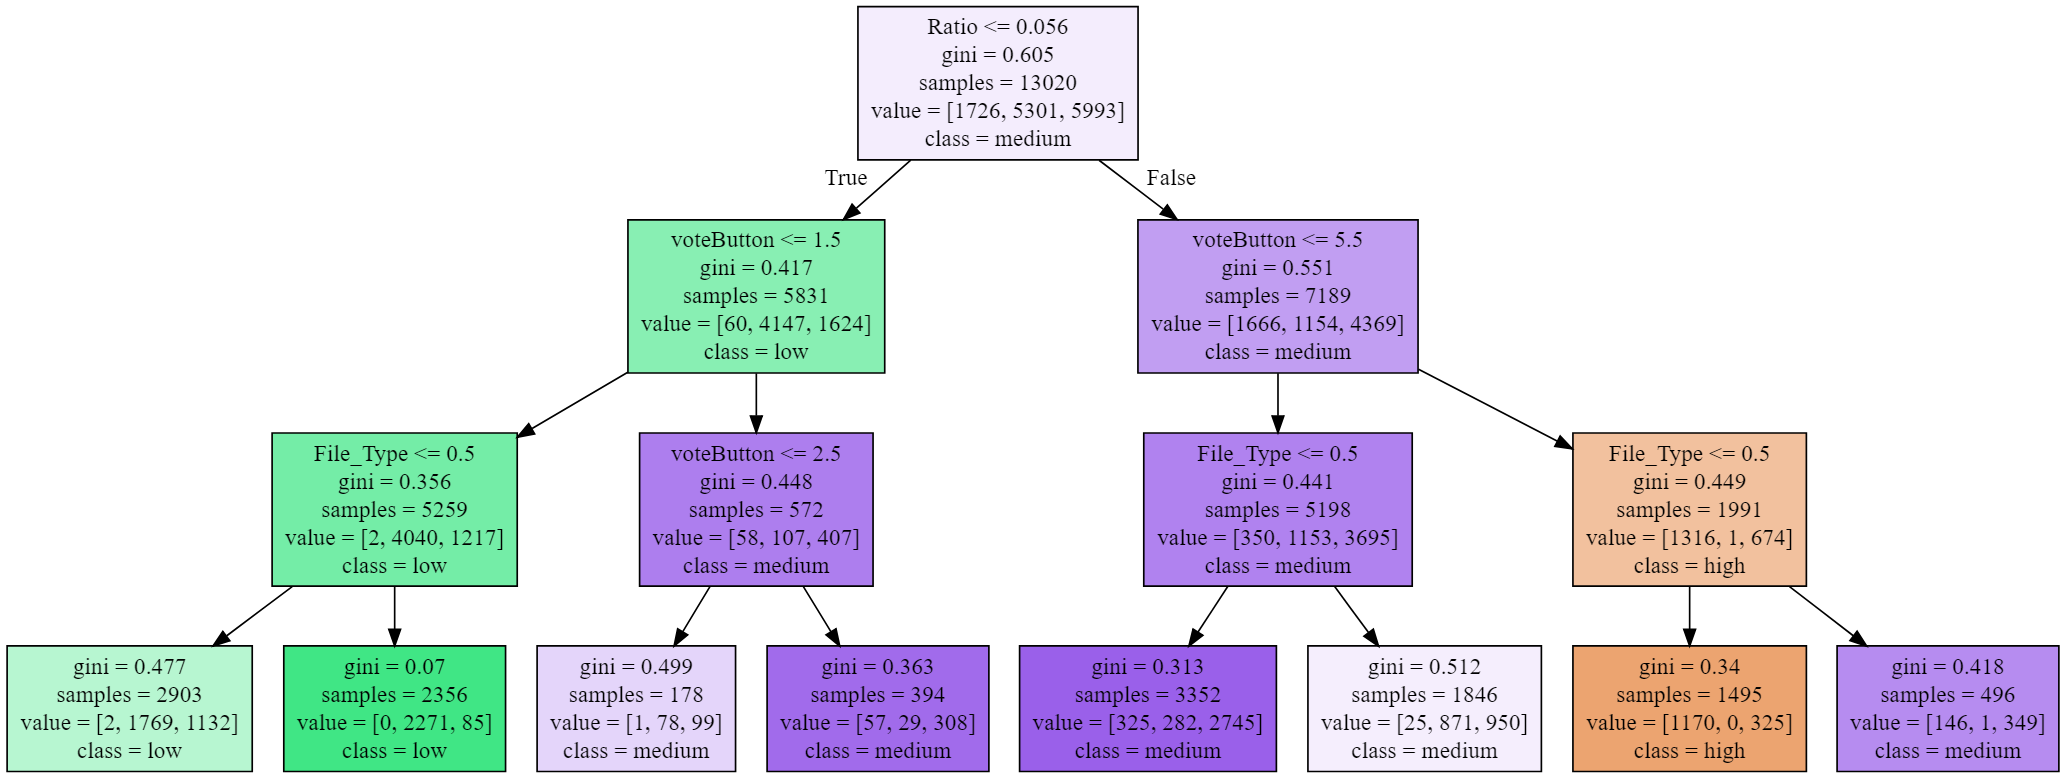 Ratio <= 0.056
gini = 0.605
samples = 13020
value = [1726, 5301, 5993]
class = medium
True
False
voteButton <= 1.5
gini = 0.417
samples = 5831
value = [60, 4147, 1624]
class = low
voteButton <= 5.5
gini = 0.551
samples = 7189
value = [1666, 1154, 4369]
class = medium
File_Type <= 0.5
gini = 0.356
samples = 5259
value = [2, 4040, 1217]
class = low
voteButton <= 2.5
gini = 0.448
samples = 572
value = [58, 107, 407]
class = medium
File_Type <= 0.5
gini = 0.441
samples = 5198
value = [350, 1153, 3695]
class = medium
File_Type <= 0.5
gini = 0.449
samples = 1991
value = [1316, 1, 674]
class = high
gini = 0.477
samples = 2903
value = [2, 1769, 1132]
class = low
gini = 0.07
samples = 2356
value = [0, 2271, 85]
class = low
gini = 0.499
samples = 178
value = [1, 78, 99]
class = medium
gini = 0.363
samples = 394
value = [57, 29, 308]
class = medium
gini = 0.313
samples = 3352
value = [325, 282, 2745]
class = medium
gini = 0.512
samples = 1846
value = [25, 871, 950]
class = medium
gini = 0.34
samples = 1495
value = [1170, 0, 325]
class = high
gini = 0.418
samples = 496
value = [146, 1, 349]
class = medium